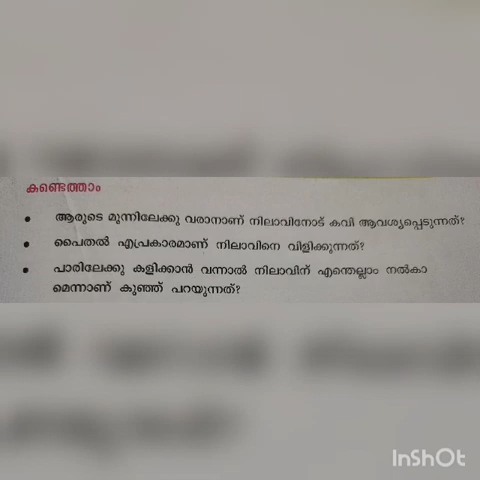 കണ്ടെത്താം
• ആരുടെ മുന്നിലേക്കു വരാനാണ് നിലാവിനോട് കവി ആവശ്യപ്പെടുന്നത്?
• പൈതൽ എപ്രകാരമാണ് നിലാവിനെ വിളിക്കുന്നത്?
• പാരിലേക്കു കളിക്കാൻ വന്നാൽ നിലാവിന് എന്തെല്ലാം നൽകാ
മെന്നാണ് കുഞ്ഞ് പറയുന്നത്?
InShOt